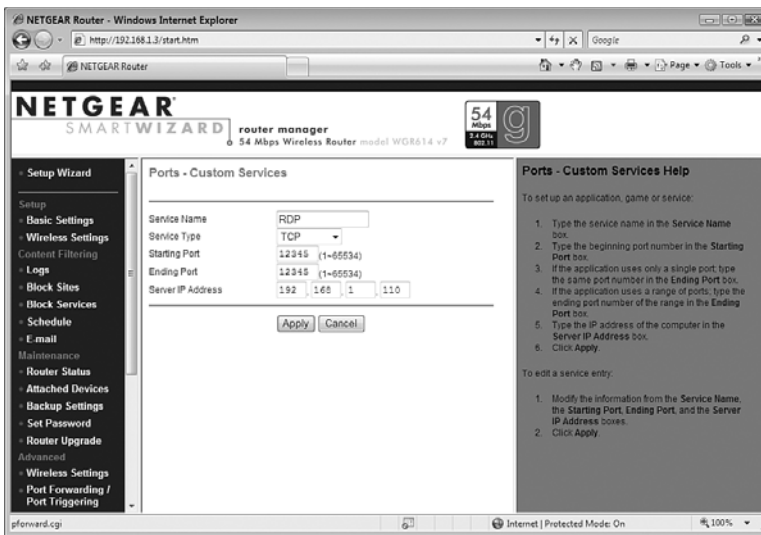 NETGEAR Router - Windows Internet Explorer
http://192.168.1.3/start.htm
Google
NETGEAR Router
Page
Tools
NETGEAR
SMARTWIZARD
router manager
54 Mbps Wireless Router model WGR614 v7
54
Mbps
2.4 GHz
802.11
g
Setup Wizard
Setup
Basic Settings
Wireless Settings
Content Filtering
Logs
Block Sites
Block Services
Schedule
E-mail
Maintenance
Router Status
Attached Devices
Backup Settings
Set Password
Router Upgrade
Advanced
Wireless Settings
Port Forwarding /
Port Triggering
Ports - Custom Services
Service Name RDP
Service Type TCP
Starting Port 12345 (1~65534)
Ending Port 12345 (1~65534)
Server IP Address 192 . 168 . 1 . 110
Apply Cancel
Ports - Custom Services Help
To set up an application, game or service:
1. Type the service name in the Service Name
box.
2. Type the beginning port number in the Starting
Port box.
3. If the application uses only a single port; type
the same port number in the Ending Port box.
4. If the application uses a range of ports; type the
ending port number of the range in the Ending
Port box.
5. Type the IP address of the computer in the
Server IP Address box.
6. Click Apply.
To edit a service entry:
1. Modify the information from the Service Name,
the Starting Port, Ending Port, and the Server
IP Address boxes.
2. Click Apply.
pforward.cgi
Internet | Protected Mode: On
100%